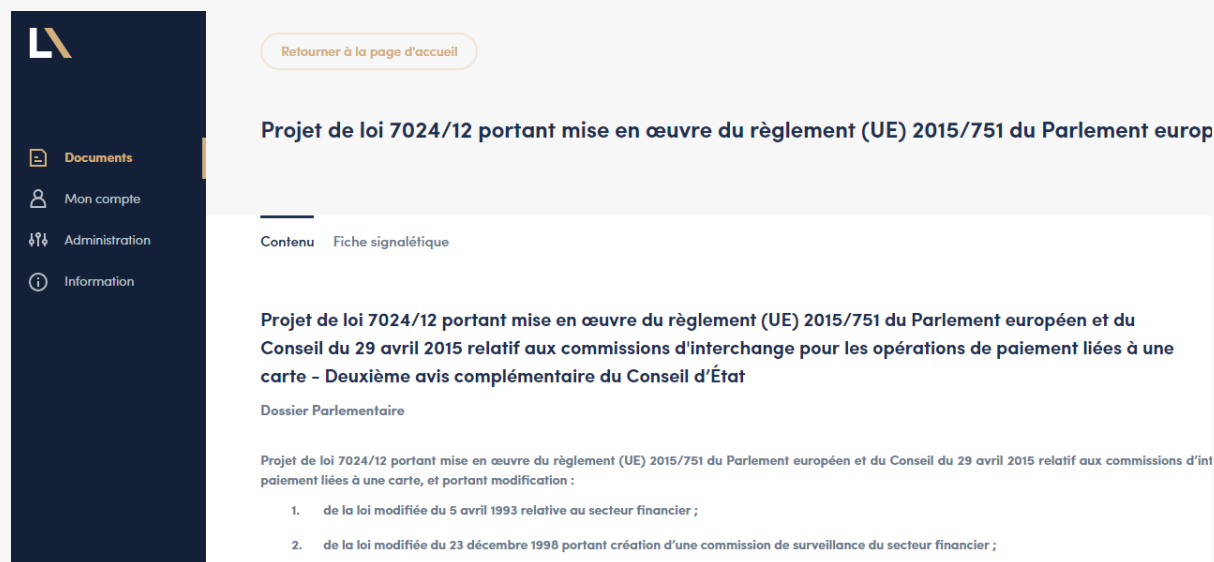 Retourner à la page d'accueil
Projet de loi 7024/12 portant mise en œuvre du règlement (UE) 2015/751 du Parlement europ
Documents
Mon compte
Administration
Information
Contenu Fiche signalétique
Projet de loi 7024/12 portant mise en œuvre du règlement (UE) 2015/751 du Parlement européen et du
Conseil du 29 avril 2015 relatif aux commissions d'interchange pour les opérations de paiement liées à une
carte - Deuxième avis complémentaire du Conseil d’État
Dossier Parlementaire
Projet de loi 7024/12 portant mise en œuvre du règlement (UE) 2015/751 du Parlement européen et du Conseil du 29 avril 2015 relatif aux commissions d’int
paiement liées à une carte, et portant modification :
1. de la loi modifiée du 5 avril 1993 relative au secteur financier ;
2. de la loi modifiée du 23 décembre 1998 portant création d’une commission de surveillance du secteur financier ;